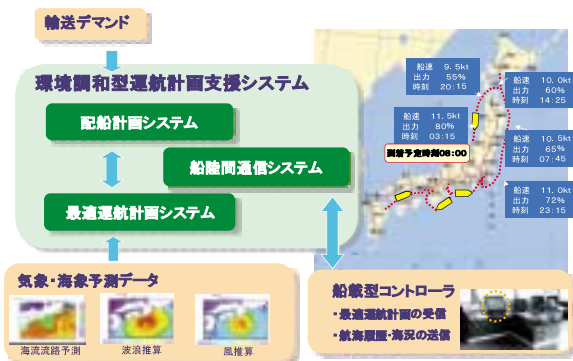 輸送デマンド
環境調和型運航計画支援システム
配船計画システム
船陸間通信システム
最適運航計画システム
気象・海象予測データ
海流流路予測
波浪推算
風推算
船速 9.5kt
出力 55%
時刻 20:15
船速 10.0kt
出力 60%
時刻 14:25
船速 11.5kt
出力 80%
時刻 03:15
到着予定時刻08:00
船速 10.5kt
出力 65%
時刻 07:45
船速 11.0kt
出力 72%
時刻 23:15
船載型コントローラ
・最適運航計画の受信
・航海履歴・海況の送信